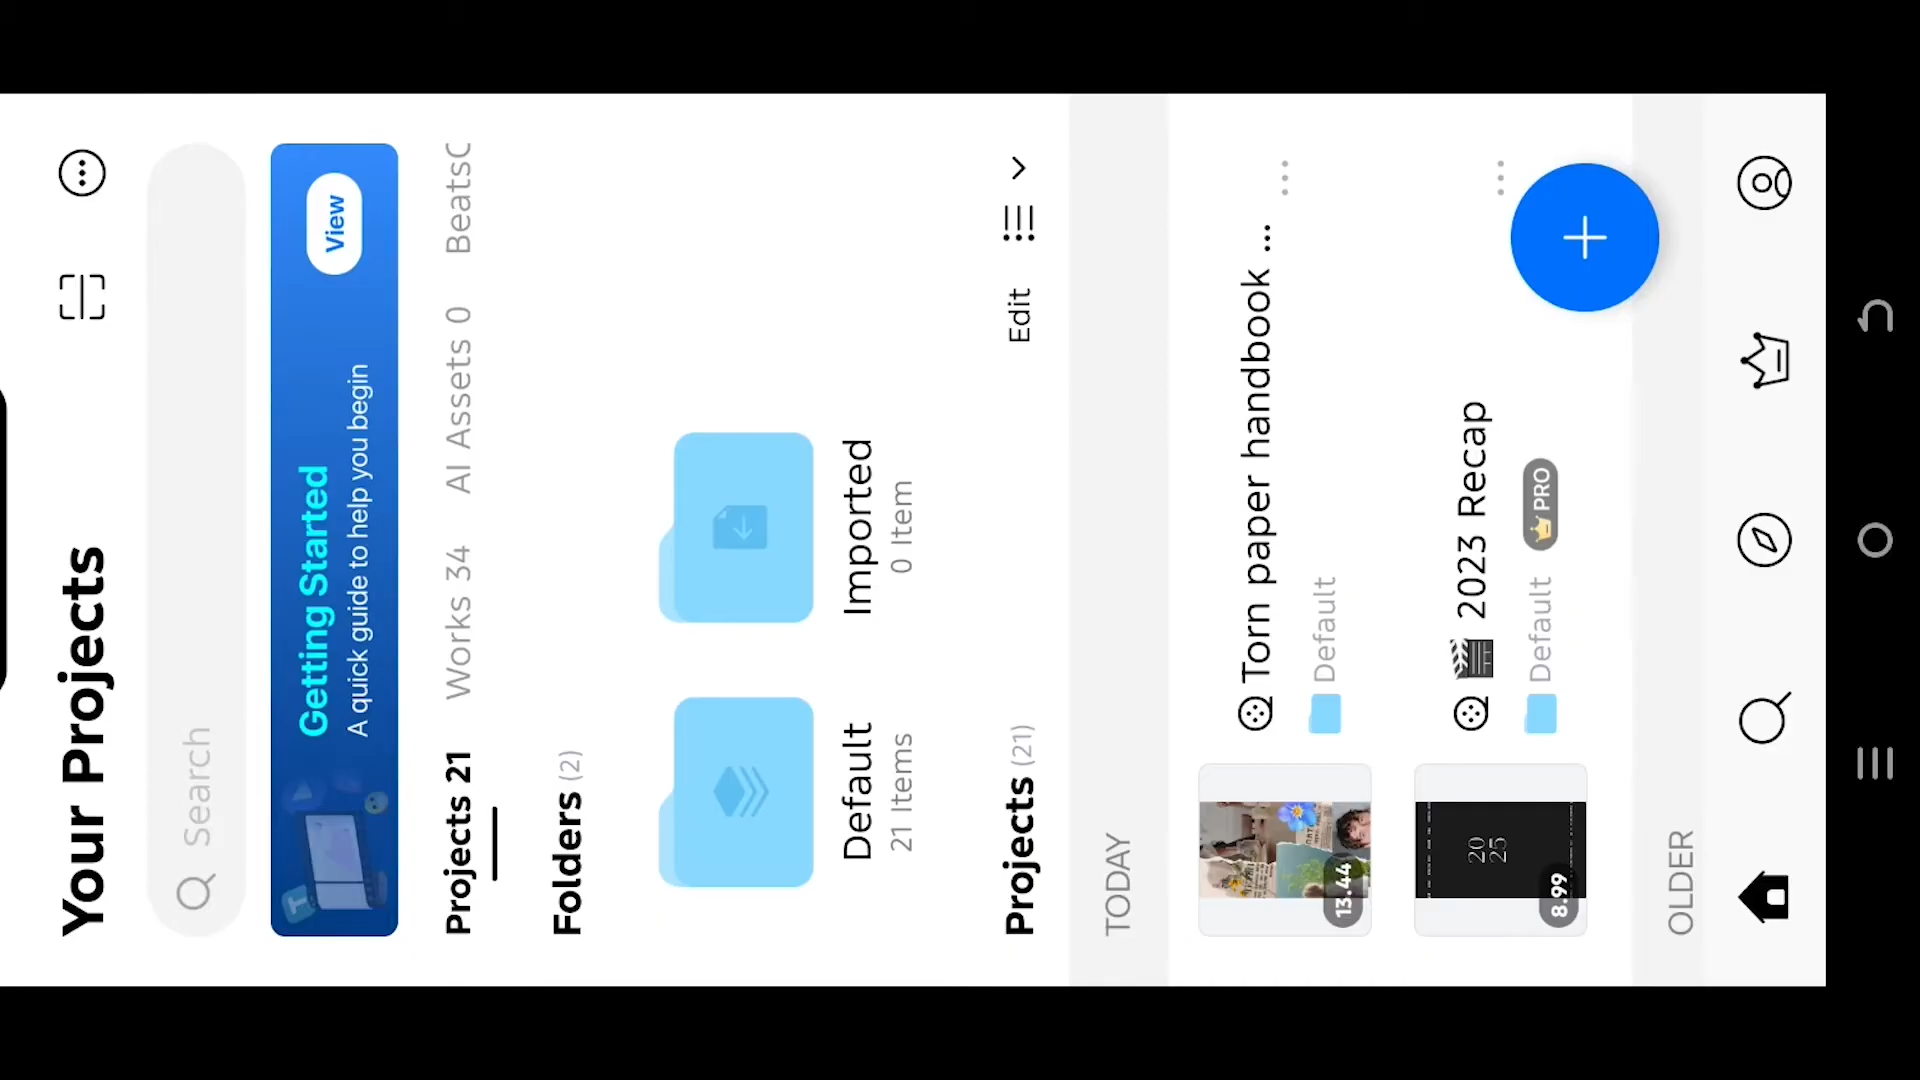 Your Projects
Search
Getting Started
A quick guide to help you begin
View
Projects 21 Works 34 AI Assets 0 BeatsC
Folders (2)
Default
21 Items
Imported
0 Item
Projects (21) Edit
TODAY
13.44
Torn paper handbook ...
Default
20
25
8.99
2023 Recap
Default PRO
OLDER